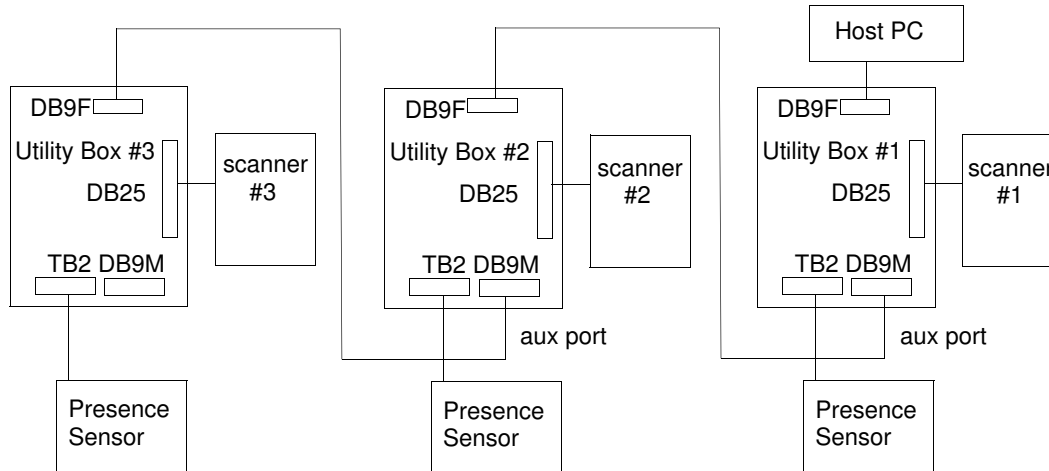 Host PC
DB9F
Utility Box #3
DB25
scanner
#3
TB2 DB9M
Presence
Sensor
DB9F
Utility Box #2
DB25
scanner
#2
TB2 DB9M
aux port
Presence
Sensor
DB9F
Utility Box #1
DB25
scanner
#1
TB2 DB9M
aux port
Presence
Sensor